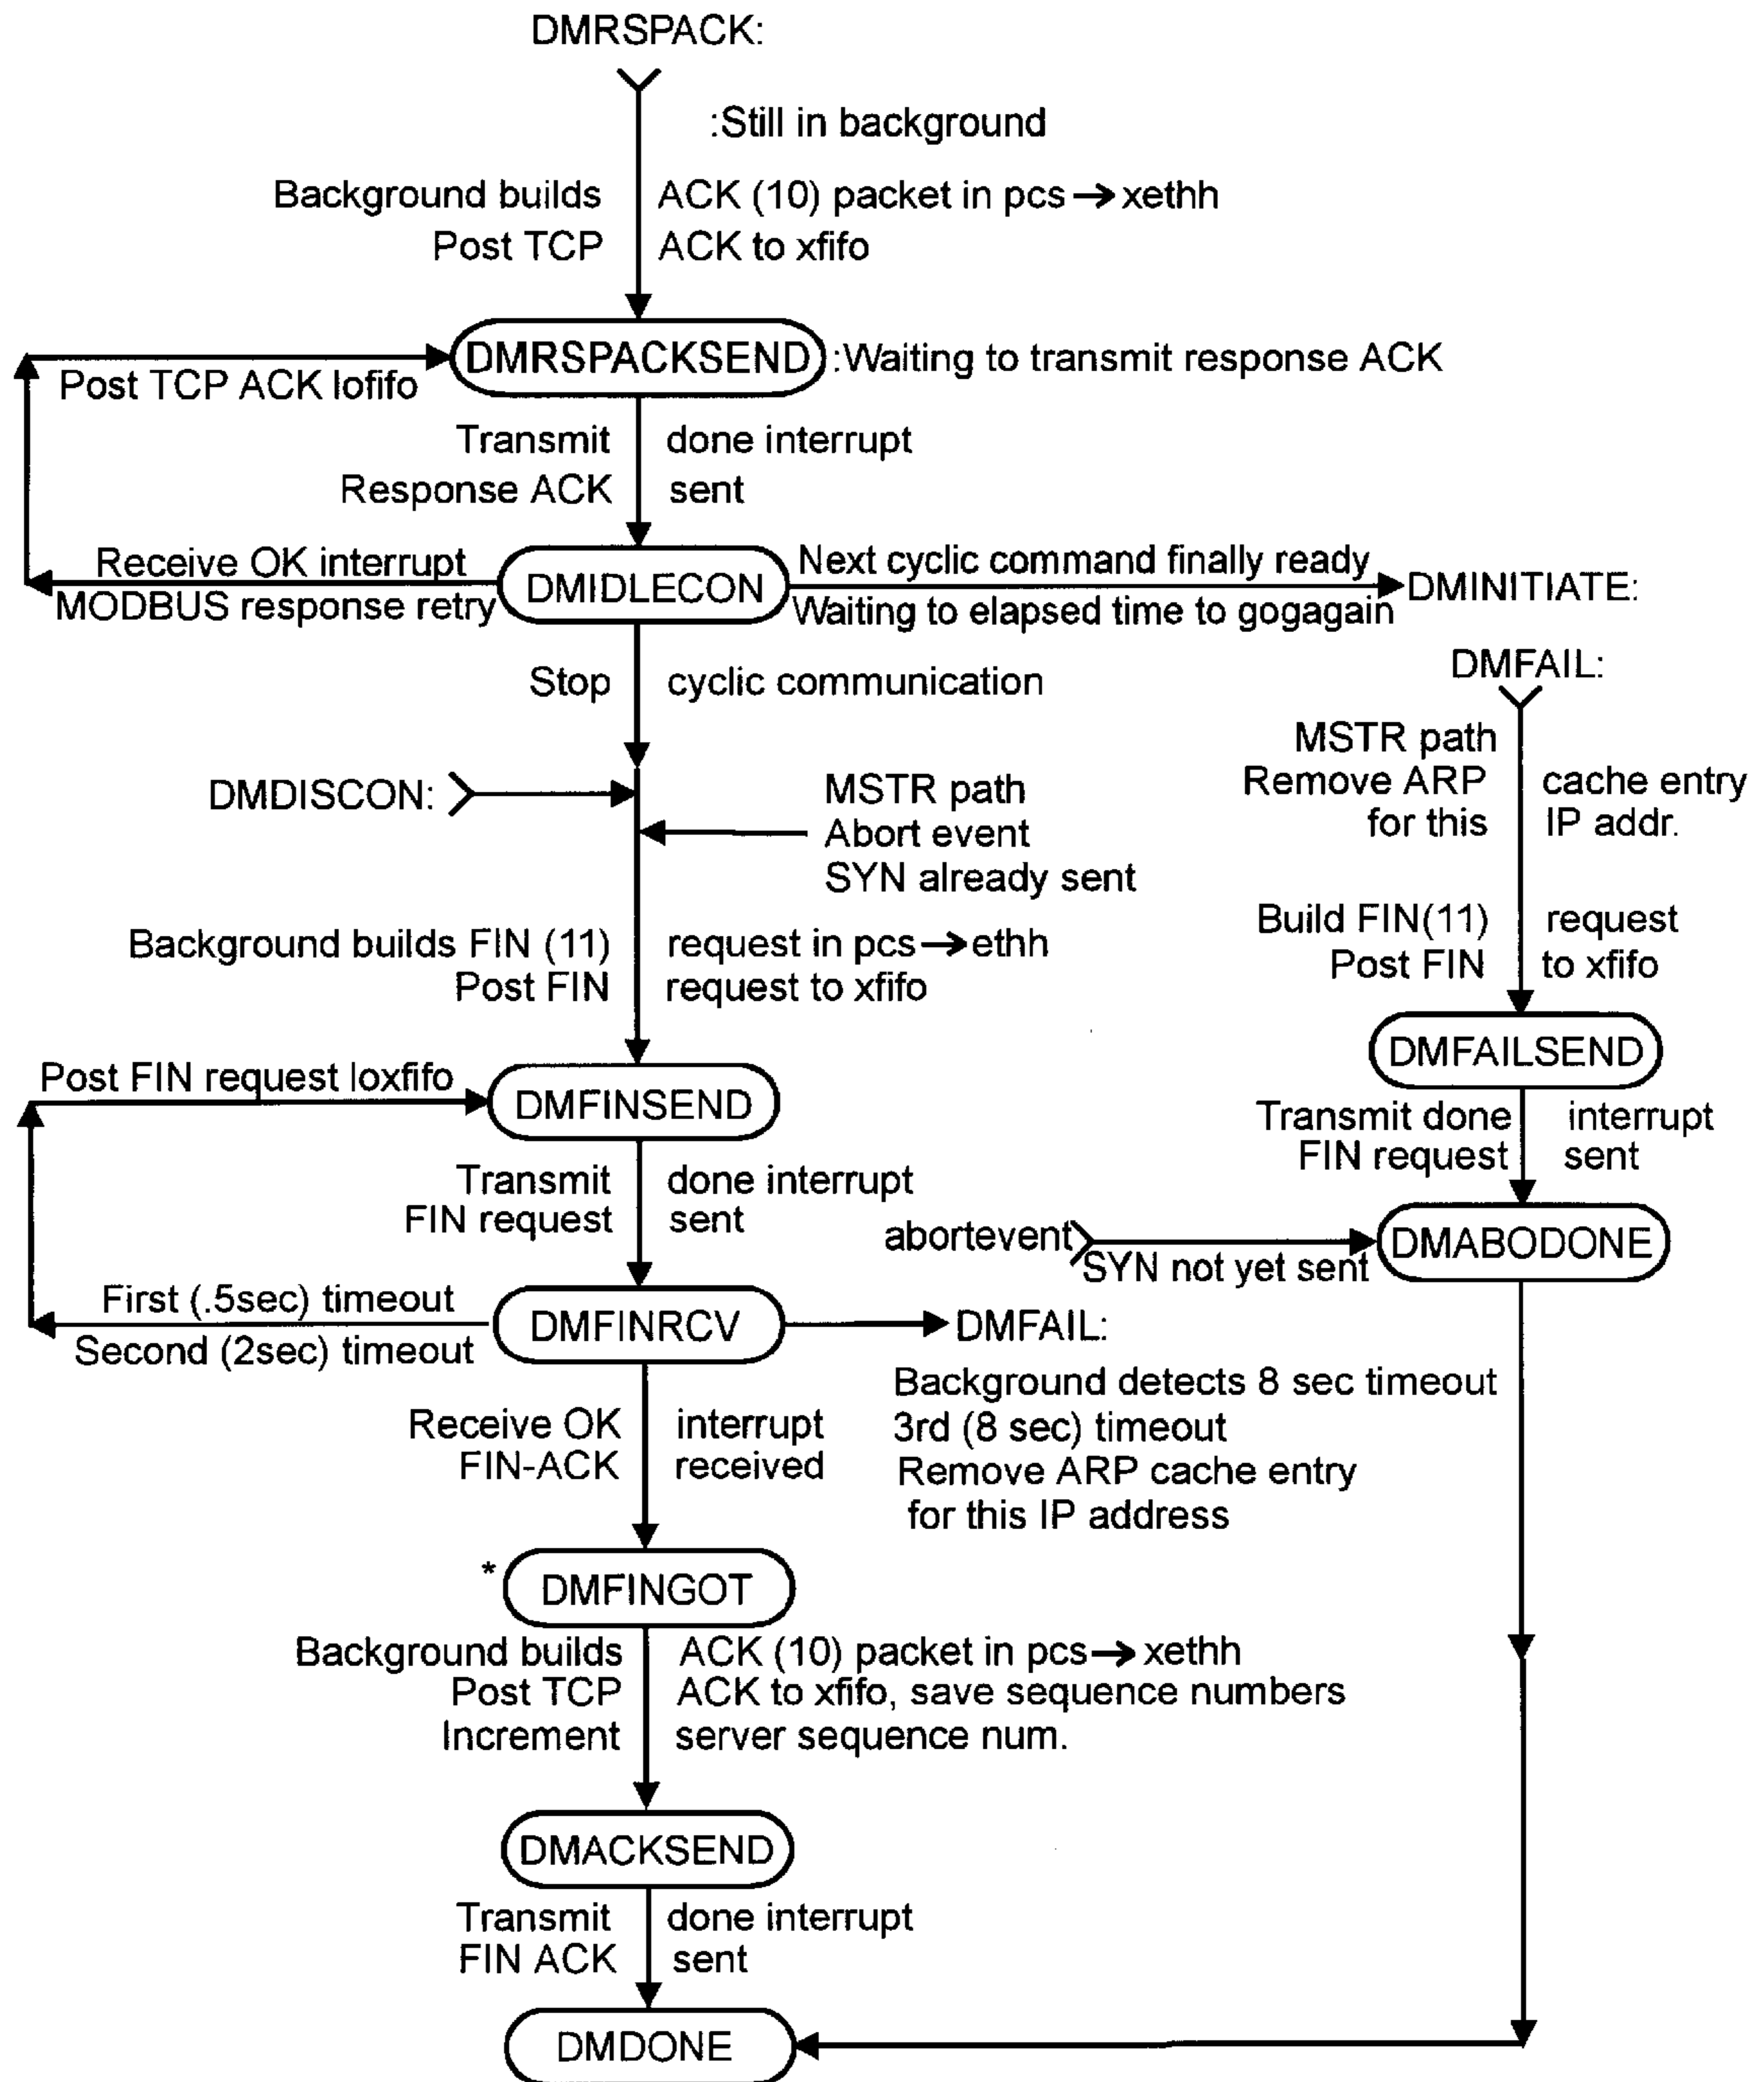 DMRSPACK:
:Still in background
Background builds ACK (10) packet in pcs→xethh
Post TCP ACK to xfifo
DMRSPACKSEND :Waiting to transmit response ACK
Post TCP ACK lofifo
Transmit done interrupt
Response ACK sent
Receive OK interrupt
MODBUS response retry
DMIDLECON
Next cyclic command finally ready
Waiting to elapsed time to gogagain
DMINITIATE:
Stop cyclic communication
DMDISCON:
MSTR path
Abort event
SYN already sent
Background builds FIN (11) request in pcs→ethh
Post FIN request to xfifo
DMFAIL:
MSTR path
Remove ARP cache entry
for this IP addr.
Build FIN(11) request
Post FIN to xfifo
DMFAILSEND
Transmit done interrupt
FIN request sent
abortevent
SYN not yet sent
DMABODONE
Post FIN request loxfifo
DMFINSEND
Transmit done interrupt
FIN request sent
First (.5sec) timeout
Second (2sec) timeout
DMFINRCV
DMFAIL:
Background detects 8 sec timeout
3rd (8 sec) timeout
Remove ARP cache entry
for this IP address
Receive OK interrupt
FIN-ACK received
* DMFINGOT
Background builds ACK (10) packet in pcs→xethh
Post TCP ACK to xfifo, save sequence numbers
Increment server sequence num.
DMACKSEND
Transmit done interrupt
FIN ACK sent
DMDONE